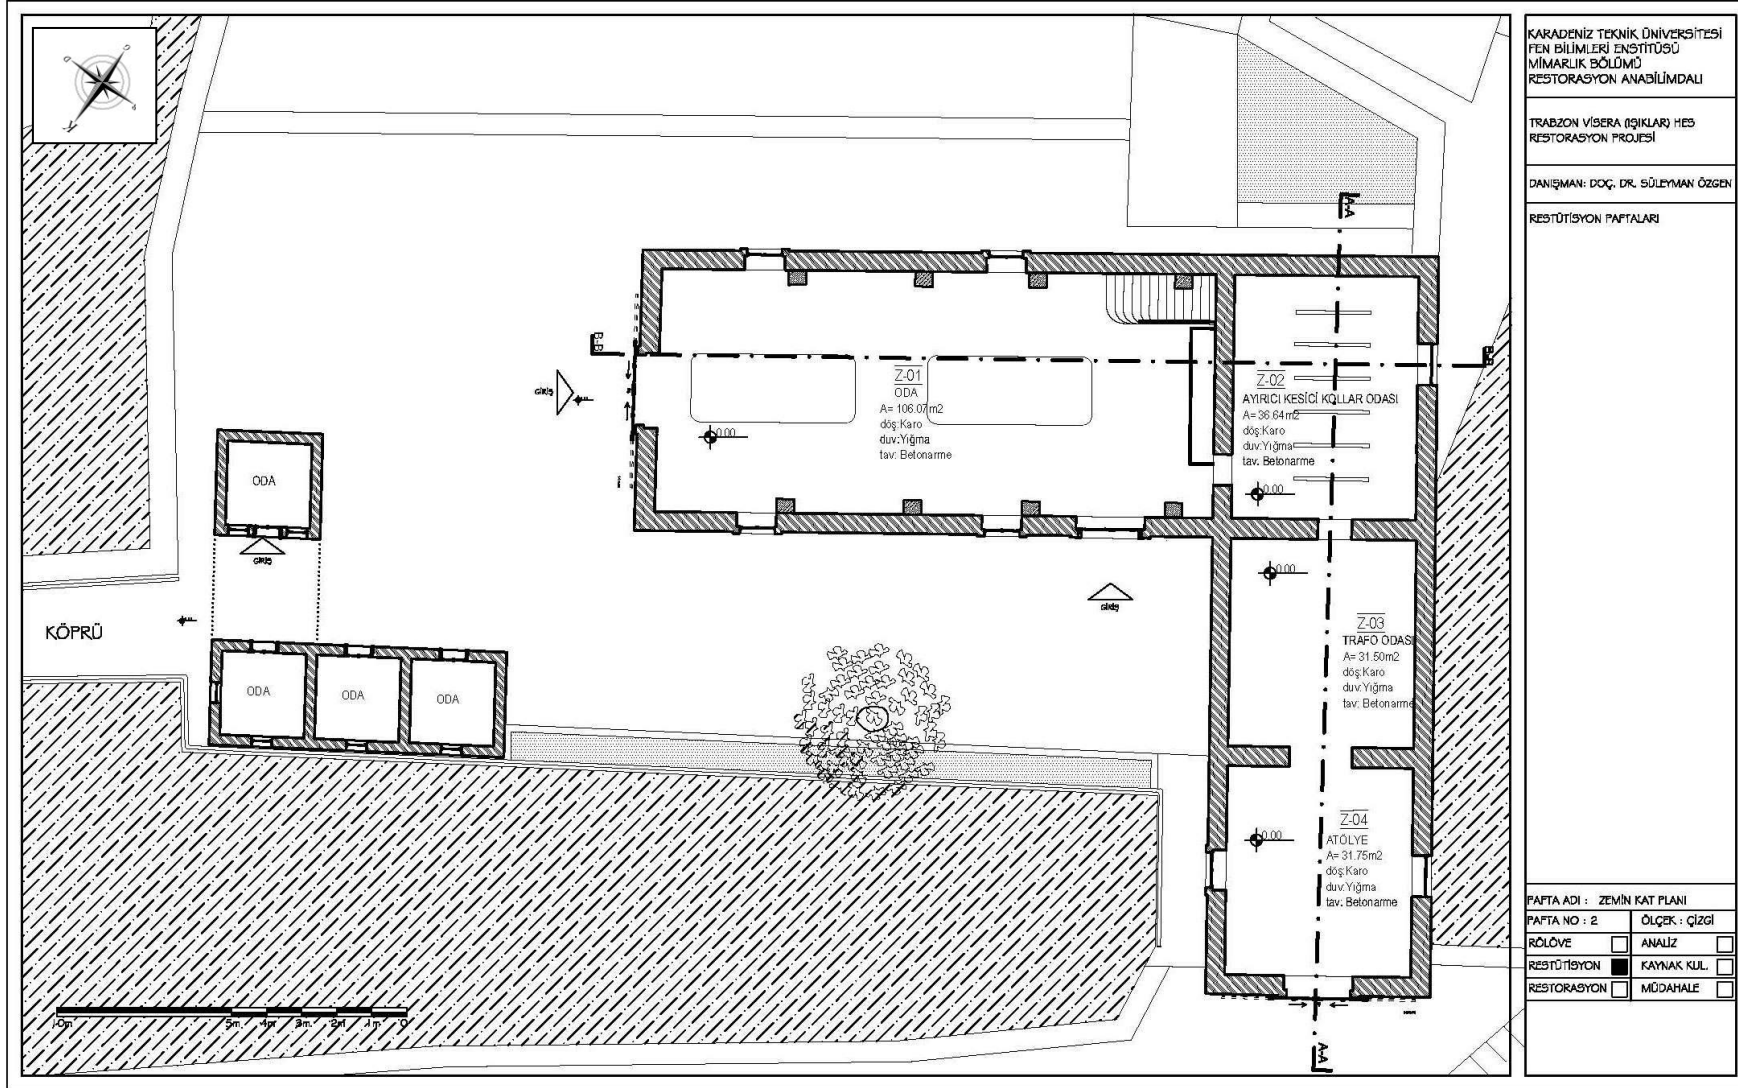 KARADENİZ TEKNİK ÜNİVERSİTESİ
FEN BİLİMLERİ ENSTİTÜSÜ
MİMARLIK BÖLÜMÜ
RESTORASYON ANABİLİMDALI
TRABZON VİSERA (IŞIKLAR) HES
RESTORASYON PROJESİ
DANIŞMAN: DOÇ. DR. SÜLEYMAN ÖZGEN
RESTÜTİSYON PAFTALARI
PAFTA ADI : ZEMİN KAT PLANI
PAFTA NO : 2
ÖLÇEK : ÇİZGİ
RÖLÖVE
ANALİZ
RESTÜTİSYON
KAYNAK KUL.
RESTORASYON
MÜDAHALE
A-A
B-B
B-B
GİRİŞ
Z-01
ODA
A= 106.07m2
döş:Karo
duv:Yığma
tav: Betonarme
0.00
Z-02
AYIRICI KESİCİ KOLLAR ODASI
A= 36.64m2
döş:Karo
duv:Yığma
tav: Betonarme
0.00
ODA
GİRİŞ
0.00
GİRİŞ
Z-03
TRAFO ODASI
A= 31.50m2
döş:Karo
duv:Yığma
tav: Betonarme
KÖPRÜ
ODA
ODA
ODA
Z-04
ATÖLYE
A= 31.75m2
döş:Karo
duv:Yığma
tav: Betonarme
0.00
10m 5m 4m 3m 2m 1m 0
A-A